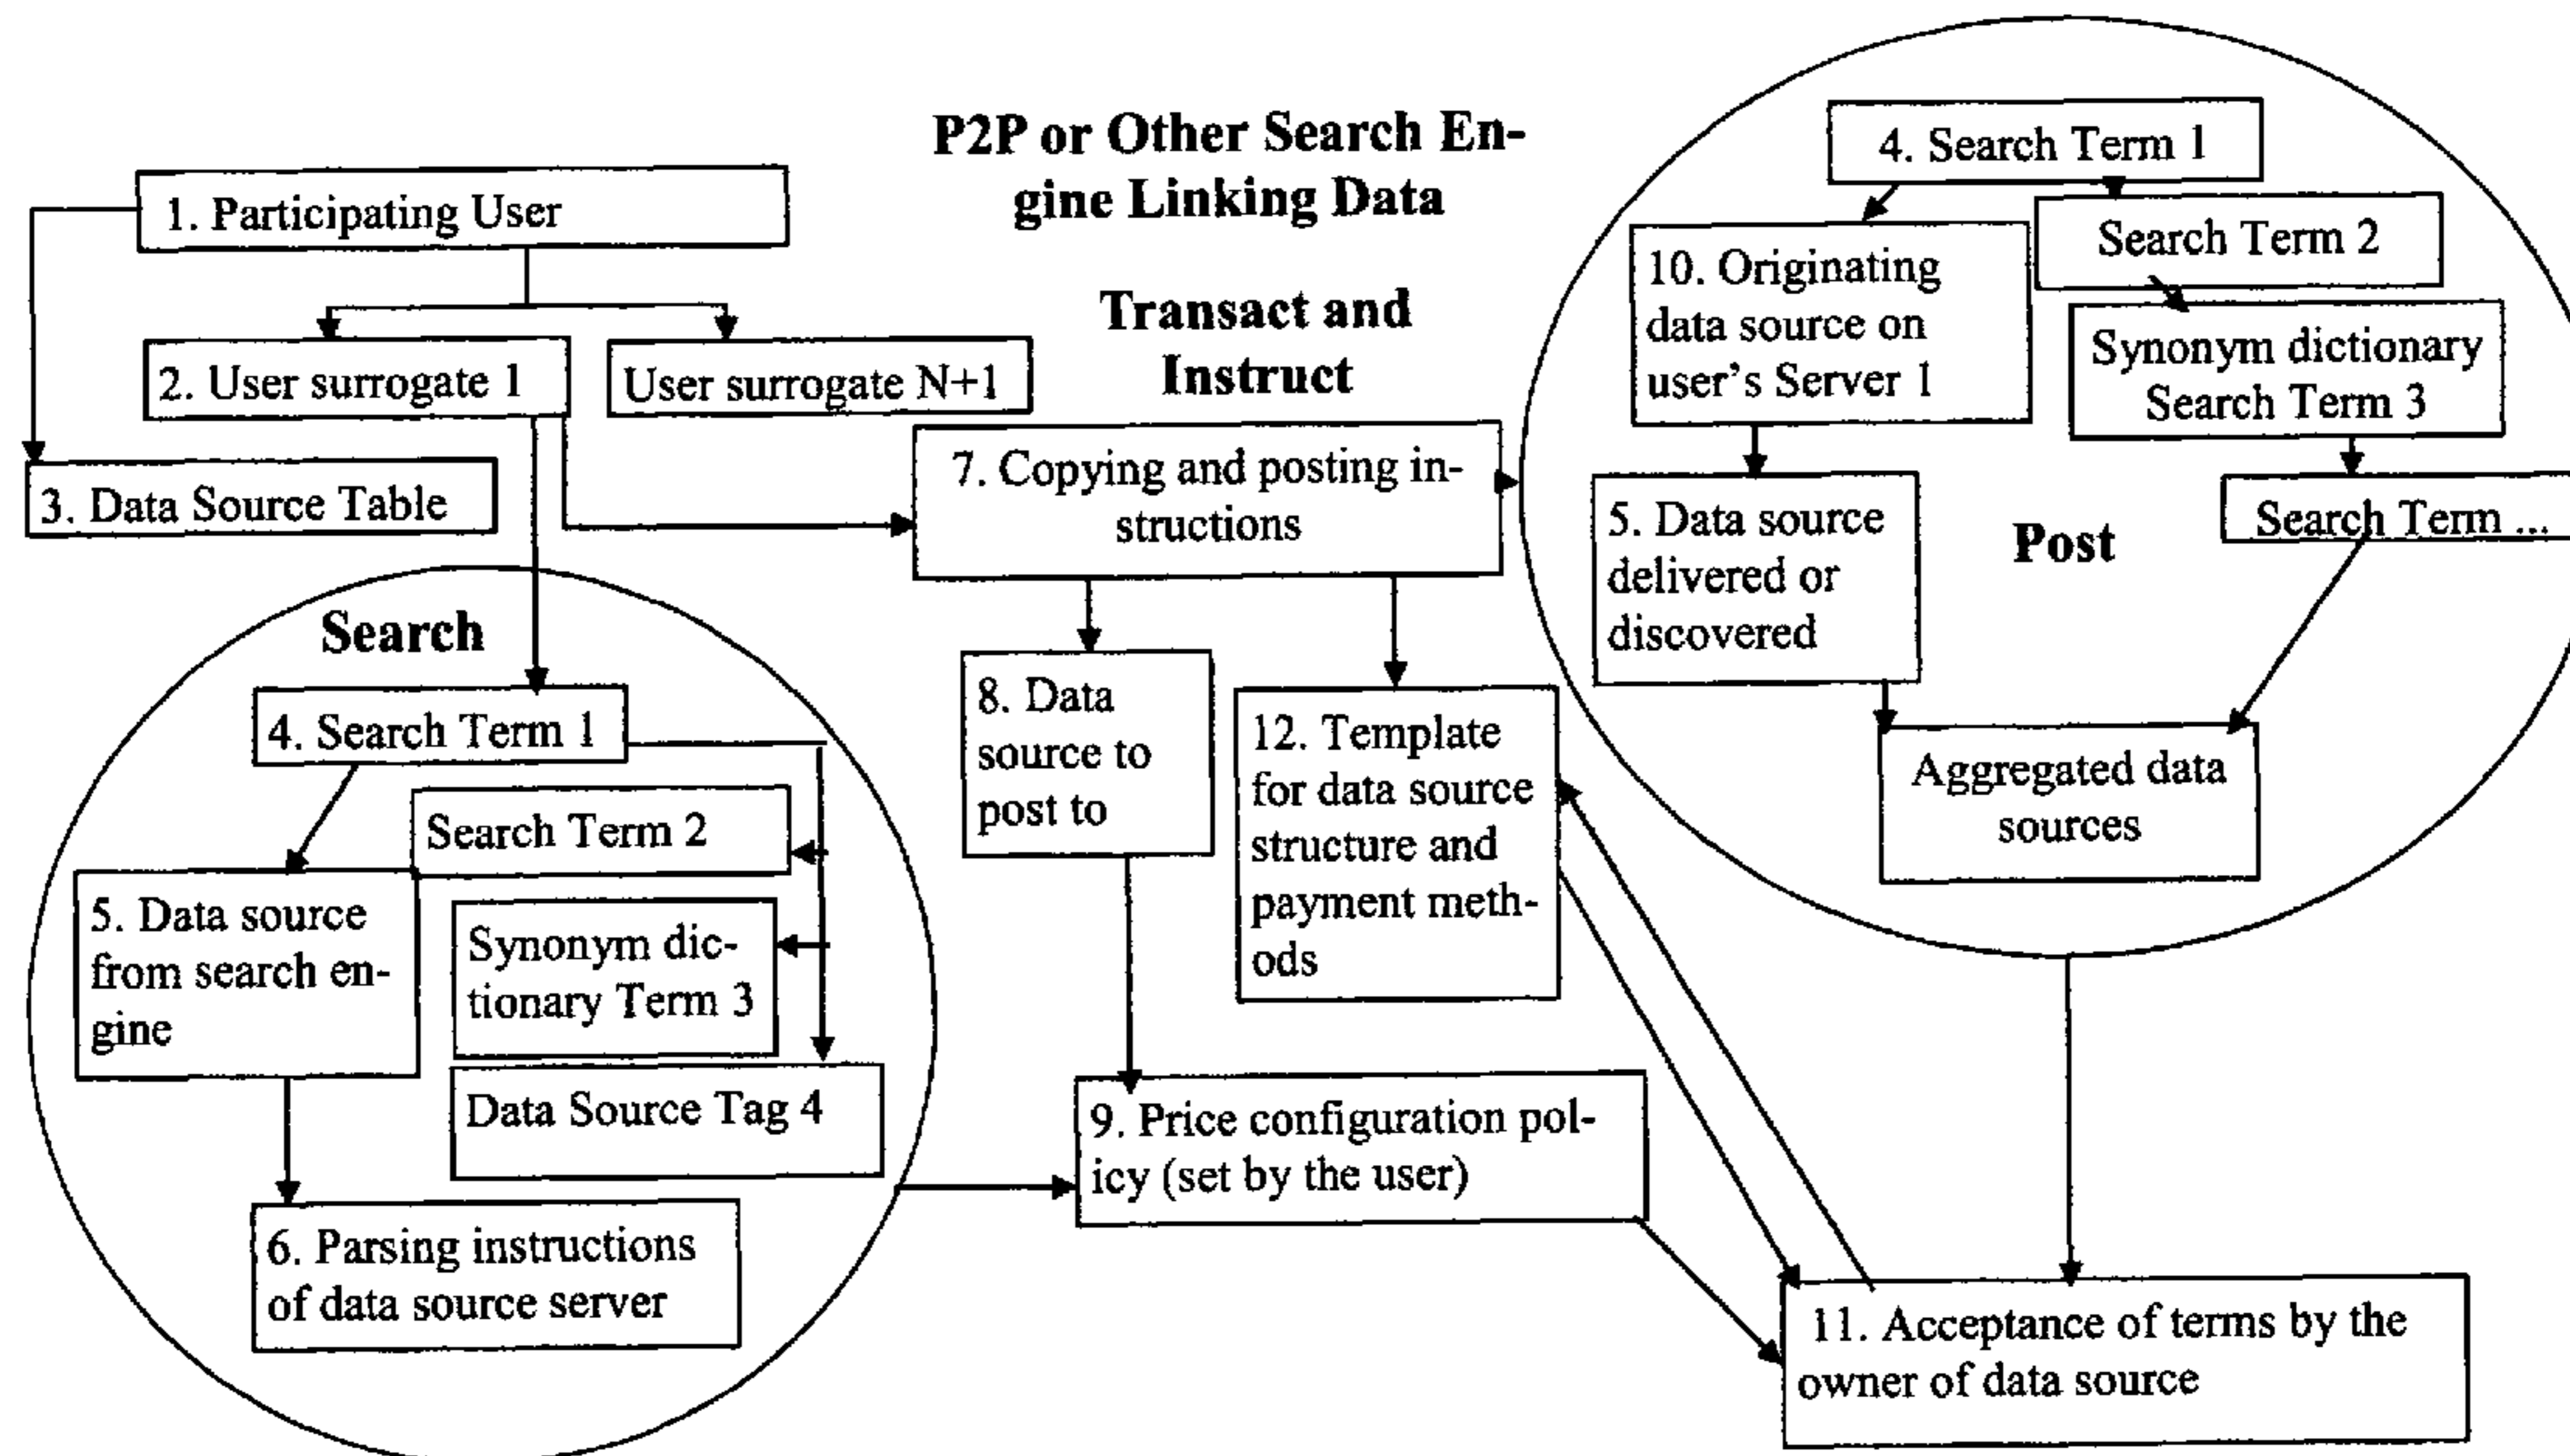 P2P or Other Search En-
gine Linking Data
1. Participating User
2. User surrogate 1
User surrogate N+1
3. Data Source Table
Transact and
Instruct
7. Copying and posting in-
structions
Search
4. Search Term 1
Search Term 2
5. Data source
from search en-
gine
Synonym dic-
tionary Term 3
Data Source Tag 4
6. Parsing instructions
of data source server
8. Data
source to
post to
12. Template
for data source
structure and
payment meth-
ods
9. Price configuration pol-
icy (set by the user)
4. Search Term 1
Search Term 2
10. Originating
data source on
user's Server 1
Synonym dictionary
Search Term 3
5. Data source
delivered or
discovered
Post
Search Term ...
Aggregated data
sources
11. Acceptance of terms by the
owner of data source